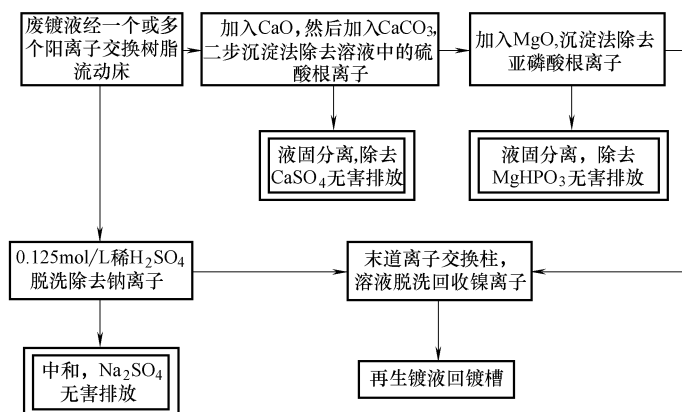 废镀液经一个或多
个阳离子交换树脂
流动床
加入CaO,然后加入CaCO3,
二步沉淀法除去溶液中的硫
酸根离子
加入MgO,沉淀法除去
亚磷酸根离子
液固分离,除去
CaSO4无害排放
液固分离，除去
MgHPO3无害排放
0.125mol/L稀H2SO4
脱洗除去钠离子
末道离子交换柱，
溶液脱洗回收镍离子
中和，Na2SO4
无害排放
再生镀液回镀槽